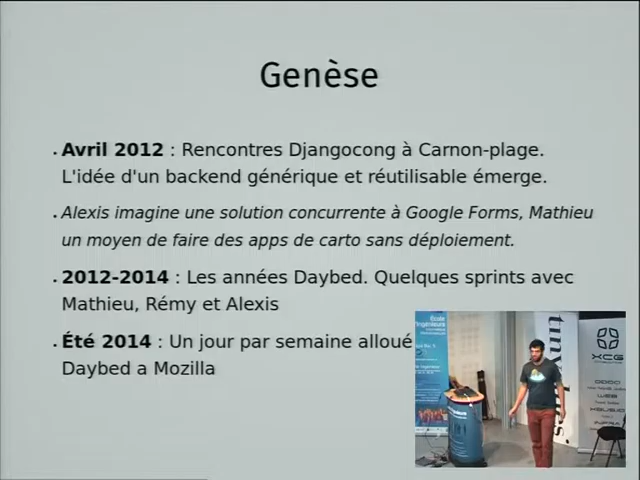 Genèse
. Avril 2012 : Rencontres Djangocong à Carnon-plage.
L'idée d'un backend générique et réutilisable émerge.
. Alexis imagine une solution concurrente à Google Forms, Mathieu
un moyen de faire des apps de carto sans déploiement.
. 2012-2014 : Les années Daybed. Quelques sprints avec
Mathieu, Rémy et Alexis
. Été 2014 : Un jour par semaine alloué
Daybed a Mozilla
école
d'ingénieurs
XCG